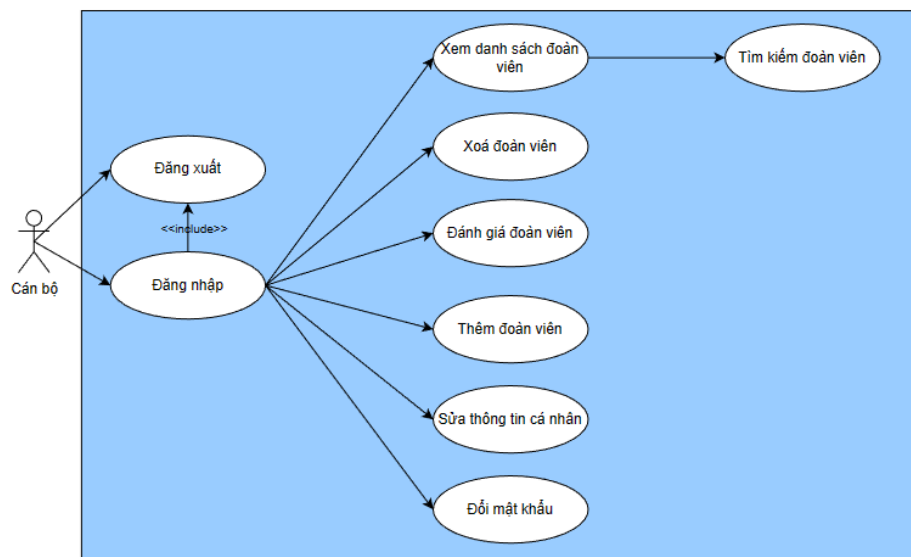 Xem danh sách đoàn
viên
Tìm kiếm đoàn viên
Xoá đoàn viên
Đăng xuất
<<include>>
Đánh giá đoàn viên
Cán bộ
Đăng nhập
Thêm đoàn viên
Sửa thông tin cá nhân
Đổi mật khẩu